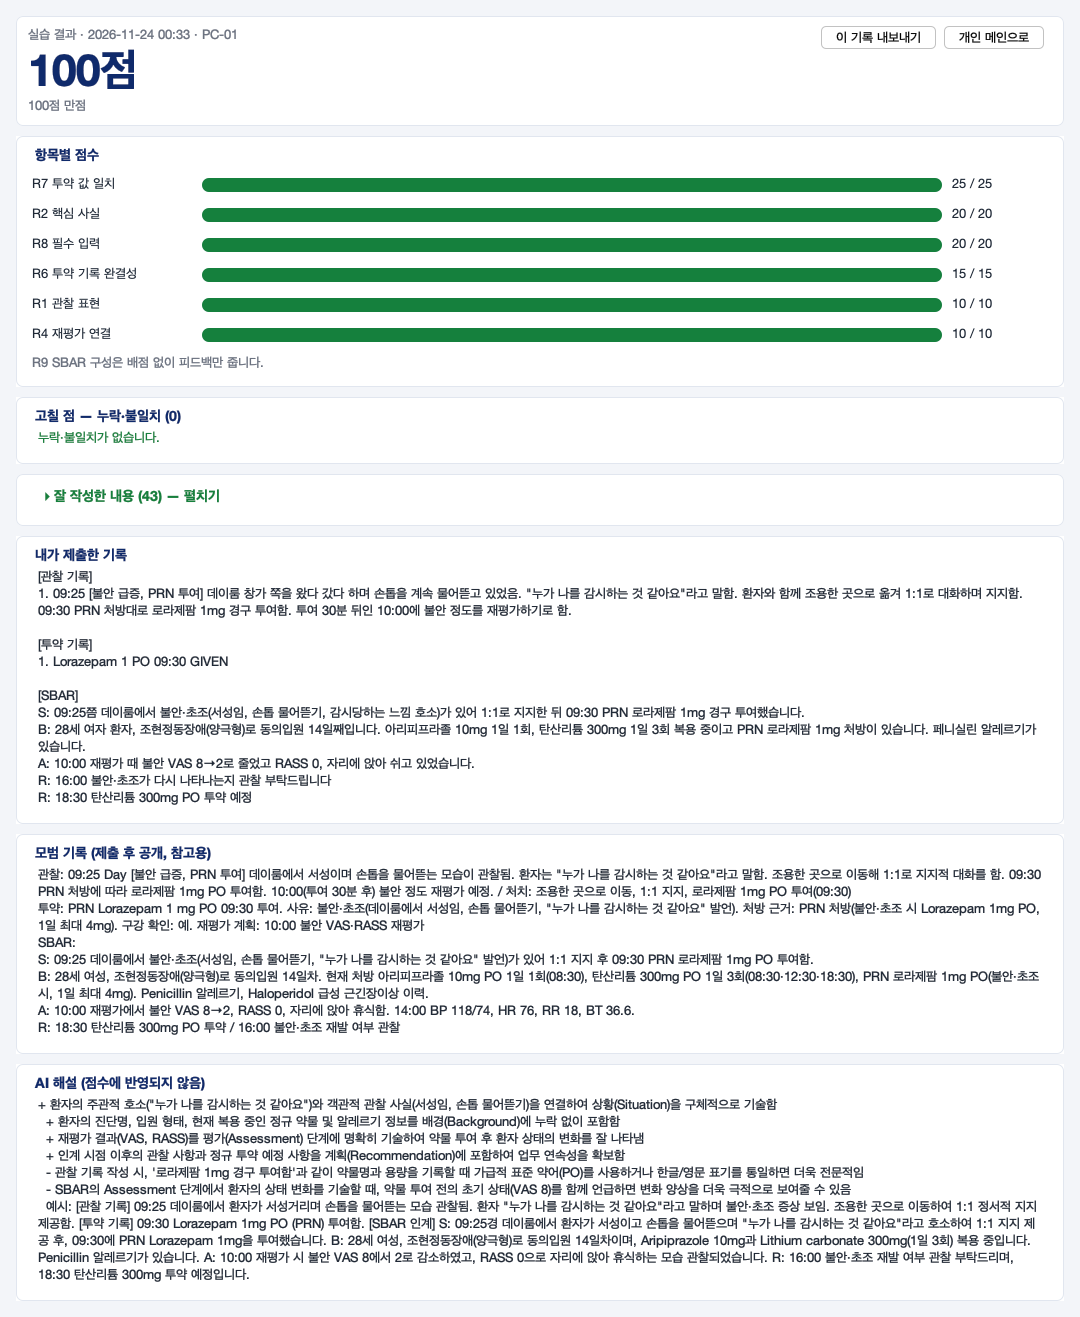 실습 결과 · 2026-11-24 00:33 · PC-01
이 기록 내보내기
개인 메인으로
100점
100점 만점
항목별 점수
R7 투약 값 일치 25 / 25
R2 핵심 사실 20 / 20
R8 필수 입력 20 / 20
R6 투약 기록 완결성 15 / 15
R1 관찰 표현 10 / 10
R4 재평가 연결 10 / 10
R9 SBAR 구성은 배점 없이 피드백만 줍니다.
고칠 점 — 누락·불일치 (0)
누락·불일치가 없습니다.
잘 작성한 내용 (43) — 펼치기
내가 제출한 기록
[관찰 기록]
1. 09:25 [불안 급증, PRN 투여] 데이룸 창가 쪽을 왔다 갔다 하며 손톱을 계속 물어뜯고 있었음. "누가 나를 감시하는 것 같아요"라고 말함. 환자와 함께 조용한 곳으로 옮겨 1:1로 대화하며 지지함.
09:30 PRN 처방대로 로라제팜 1mg 경구 투여함. 투여 30분 뒤인 10:00에 불안 정도를 재평가하기로 함.
[투약 기록]
1. Lorazepam 1 PO 09:30 GIVEN
[SBAR]
S: 09:25쯤 데이룸에서 불안·초조(서성임, 손톱 물어뜯기, 감시당하는 느낌 호소)가 있어 1:1로 지지한 뒤 09:30 PRN 로라제팜 1mg 경구 투여했습니다.
B: 28세 여자 환자, 조현정동장애(양극형)로 동의입원 14일째입니다. 아리피프라졸 10mg 1일 1회, 탄산리튬 300mg 1일 3회 복용 중이고 PRN 로라제팜 1mg 처방이 있습니다. 페니실린 알레르기가
있습니다.
A: 10:00 재평가 때 불안 VAS 8→2로 줄었고 RASS 0, 자리에 앉아 쉬고 있었습니다.
R: 16:00 불안·초조가 다시 나타나는지 관찰 부탁드립니다
R: 18:30 탄산리튬 300mg PO 투약 예정
모범 기록 (제출 후 공개, 참고용)
관찰: 09:25 Day [불안 급증, PRN 투여] 데이룸에서 서성이며 손톱을 물어뜯는 모습이 관찰됨. 환자는 "누가 나를 감시하는 것 같아요"라고 말함. 조용한 곳으로 이동해 1:1로 지지적 대화를 함. 09:30
PRN 처방에 따라 로라제팜 1mg PO 투여함. 10:00(투여 30분 후) 불안 정도 재평가 예정. / 처치: 조용한 곳으로 이동, 1:1 지지, 로라제팜 1mg PO 투여(09:30)
투약: PRN Lorazepam 1 mg PO 09:30 투여. 사유: 불안·초조(데이룸에서 서성임, 손톱 물어뜯기, "누가 나를 감시하는 것 같아요" 발언). 처방 근거: PRN 처방(불안·초조 시 Lorazepam 1mg PO,
1일 최대 4mg). 구강 확인: 예. 재평가 계획: 10:00 불안 VAS·RASS 재평가
SBAR:
S: 09:25 데이룸에서 불안·초조(서성임, 손톱 물어뜯기, "누가 나를 감시하는 것 같아요" 발언)가 있어 1:1 지지 후 09:30 PRN 로라제팜 1mg PO 투여함.
B: 28세 여성, 조현정동장애(양극형)로 동의입원 14일차. 현재 처방 아리피프라졸 10mg PO 1일 1회(08:30), 탄산리튬 300mg PO 1일 3회(08:30·12:30·18:30), PRN 로라제팜 1mg PO(불안·초조
시, 1일 최대 4mg). Penicillin 알레르기, Haloperidol 급성 근긴장이상 이력.
A: 10:00 재평가에서 불안 VAS 8→2, RASS 0, 자리에 앉아 휴식함. 14:00 BP 118/74, HR 76, RR 18, BT 36.6.
R: 18:30 탄산리튬 300mg PO 투약 / 16:00 불안·초조 재발 여부 관찰
AI 해설 (점수에 반영되지 않음)
+ 환자의 주관적 호소("누가 나를 감시하는 것 같아요")와 객관적 관찰 사실(서성임, 손톱 물어뜯기)을 연결하여 상황(Situation)을 구체적으로 기술함
+ 환자의 진단명, 입원 형태, 현재 복용 중인 정규 약물 및 알레르기 정보를 배경(Background)에 누락 없이 포함함
+ 재평가 결과(VAS, RASS)를 평가(Assessment) 단계에 명확히 기술하여 약물 투여 후 환자 상태의 변화를 잘 나타냄
+ 인계 시점 이후의 관찰 사항과 정규 투약 예정 사항을 계획(Recommendation)에 포함하여 업무 연속성을 확보함
- 관찰 기록 작성 시, '로라제팜 1mg 경구 투여함'과 같이 약물명과 용량을 기록할 때 가급적 표준 약어(PO)를 사용하거나 한글/영문 표기를 통일하면 더욱 전문적임
- SBAR의 Assessment 단계에서 환자의 상태 변화를 기술할 때, 약물 투여 전의 초기 상태(VAS 8)를 함께 언급하면 변화 양상을 더욱 극적으로 보여줄 수 있음
예시: [관찰 기록] 09:25 데이룸에서 환자가 서성거리며 손톱을 물어뜯는 모습 관찰됨. 환자 "누가 나를 감시하는 것 같아요"라고 말하며 불안·초조 증상 보임. 조용한 곳으로 이동하여 1:1 정서적 지지
제공함. [투약 기록] 09:30 Lorazepam 1mg PO (PRN) 투여함. [SBAR 인계] S: 09:25경 데이룸에서 환자가 서성이고 손톱을 물어뜯으며 "누가 나를 감시하는 것 같아요"라고 호소하여 1:1 지지 제
공 후, 09:30에 PRN Lorazepam 1mg을 투여했습니다. B: 28세 여성, 조현정동장애(양극형)로 동의입원 14일차이며, Aripiprazole 10mg과 Lithium carbonate 300mg(1일 3회) 복용 중입니다.
Penicillin 알레르기가 있습니다. A: 10:00 재평가 시 불안 VAS 8에서 2로 감소하였고, RASS 0으로 자리에 앉아 휴식하는 모습 관찰되었습니다. R: 16:00 불안·초조 재발 여부 관찰 부탁드리며,
18:30 탄산리튬 300mg 투약 예정입니다.